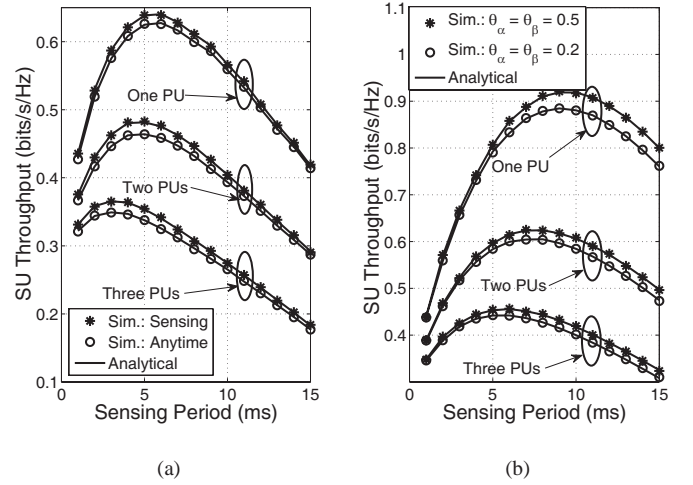 SU Throughput (bits/s/Hz)
0.6
0.5
0.4
0.3
0.2
0.1
One PU
Two PUs
Three PUs
Sim.: Sensing
Sim.: Anytime
Analytical
0 5 10 15
Sensing Period (ms)
(a)
SU Throughput (bits/s/Hz)
1.1
1
0.9
0.8
0.7
0.6
0.5
0.4
Sim.: θα = θβ = 0.5
Sim.: θα = θβ = 0.2
Analytical
One PU
Two PUs
Three PUs
0 5 10 15
Sensing Period (ms)
(b)